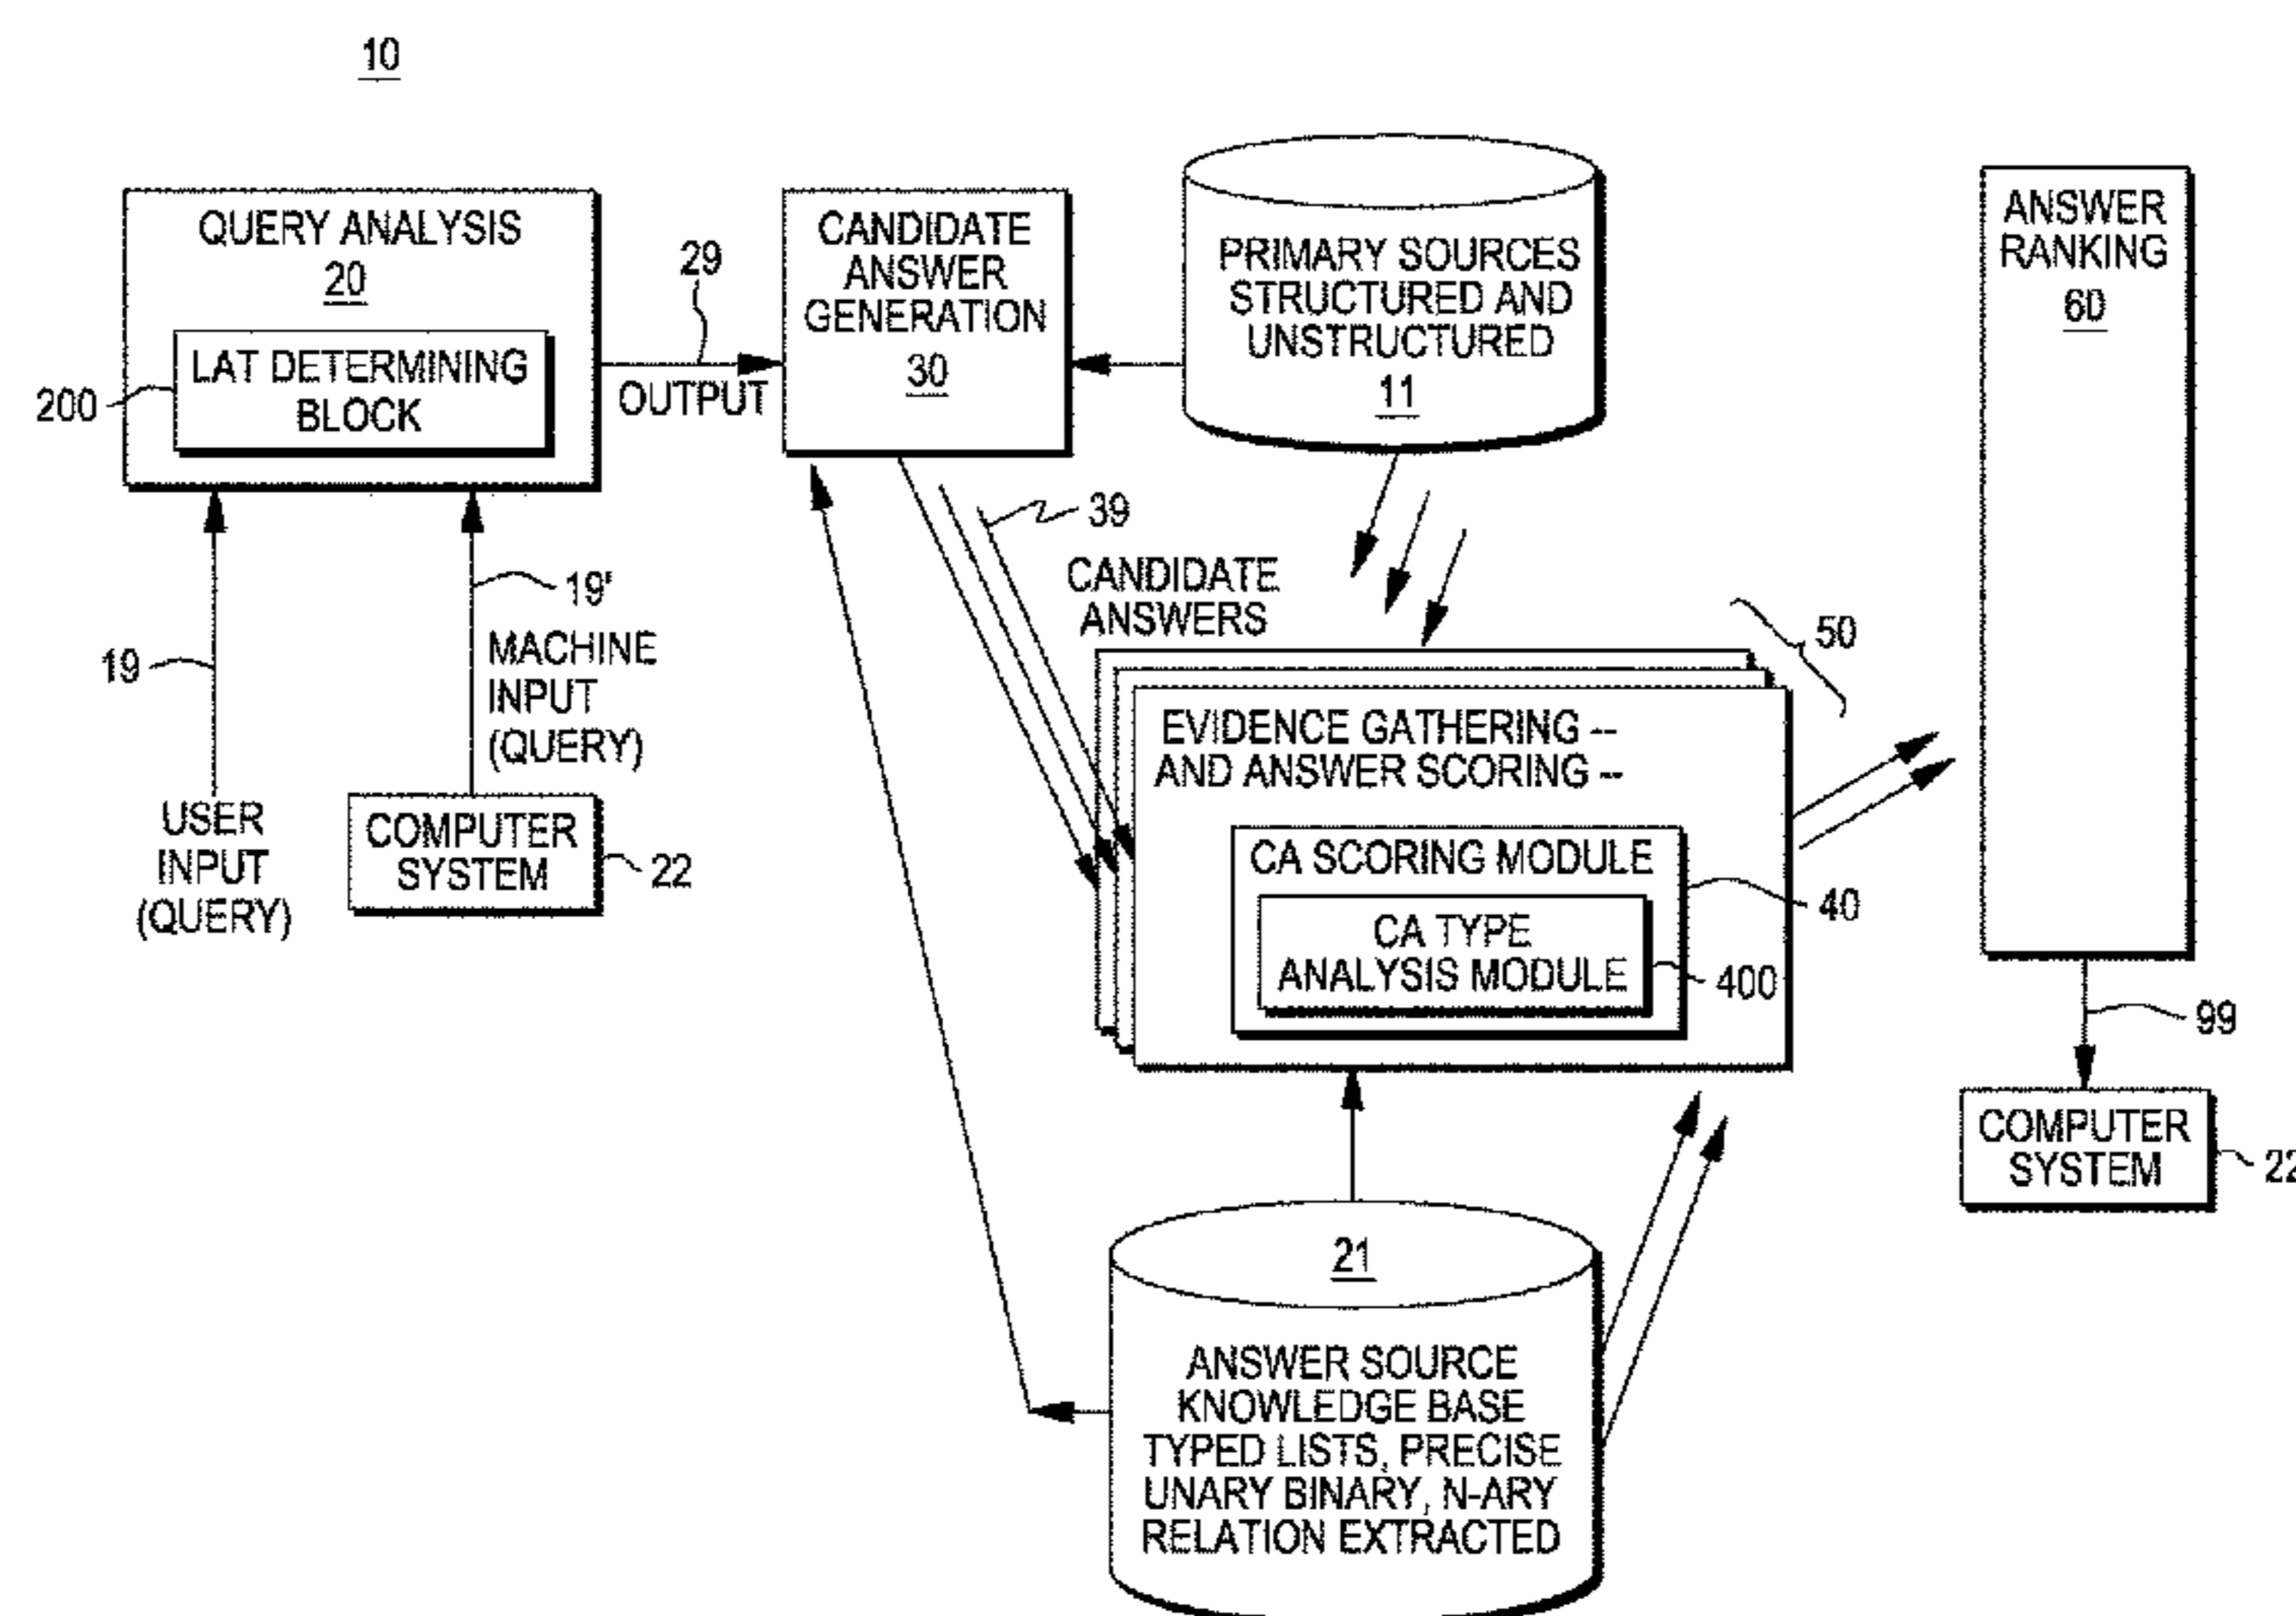 10
QUERY ANALYSIS
20
LAT DETERMINING
BLOCK
200
29
OUTPUT
CANDIDATE
ANSWER
GENERATION
30
PRIMARY SOURCES
STRUCTURED AND
UNSTRUCTURED
11
ANSWER
RANKING
60
19
19'
MACHINE
INPUT
(QUERY)
USER
INPUT
(QUERY)
COMPUTER
SYSTEM
22
39
CANDIDATE
ANSWERS
50
EVIDENCE GATHERING --
AND ANSWER SCORING --
CA SCORING MODULE
40
CA TYPE
ANALYSIS MODULE
400
99
COMPUTER
SYSTEM
22
21
ANSWER SOURCE
KNOWLEDGE BASE
TYPED LISTS, PRECISE
UNARY BINARY, N-ARY
RELATION EXTRACTED